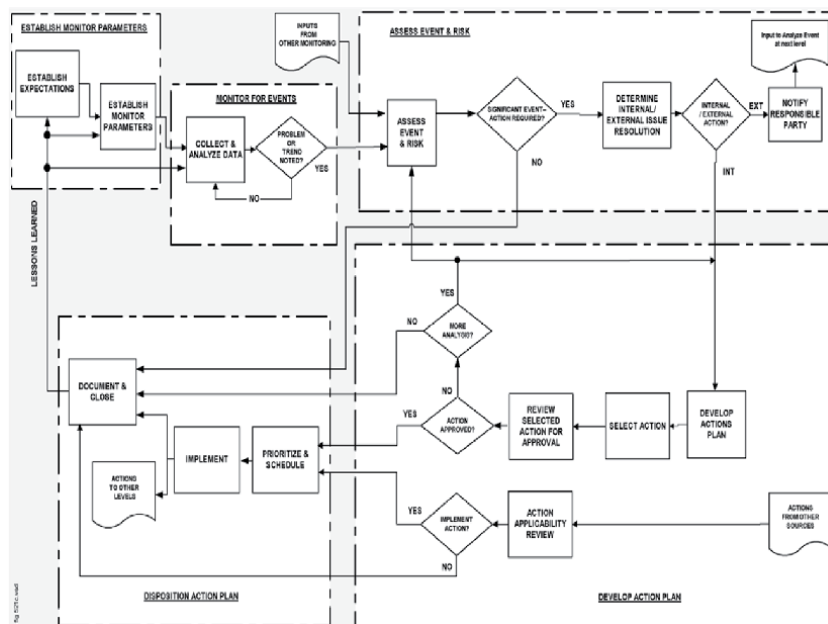 ESTABLISH MONITOR PARAMETERS
ESTABLISH
EXPECTATIONS
ESTABLISH
MONITOR
PARAMETERS
MONITOR FOR EVENTS
COLLECT &
ANALYZE DATA
PROBLEM
OR
TREND
NOTED?
YES
NO
INPUTS
FROM
OTHER MONITORING
ASSESS EVENT & RISK
ASSESS
EVENT
& RISK
SIGNIFICANT EVENT--
ACTION REQUIRED?
YES
NO
DETERMINE
INTERNAL/
EXTERNAL ISSUE
RESOLUTION
INTERNAL
/ EXTERNAL
ACTION?
EXT
INT
NOTIFY
RESPONSIBLE
PARTY
Input to Analyze Event
at next level
LESSONS LEARNED
YES
MORE
ANALYSIS?
NO
NO
ACTION
APPROVED?
YES
REVIEW
SELECTED
ACTION FOR
APPROVAL
SELECT ACTION
DEVELOP
ACTIONS
PLAN
DOCUMENT &
CLOSE
IMPLEMENT
PRIORITIZE &
SCHEDULE
ACTIONS
TO OTHER
LEVELS
YES
IMPLEMENT
ACTION?
NO
ACTION
APPLICABILITY
REVIEW
ACTIONS
FROM OTHER
SOURCES
DISPOSITION ACTION PLAN
DEVELOP ACTION PLAN